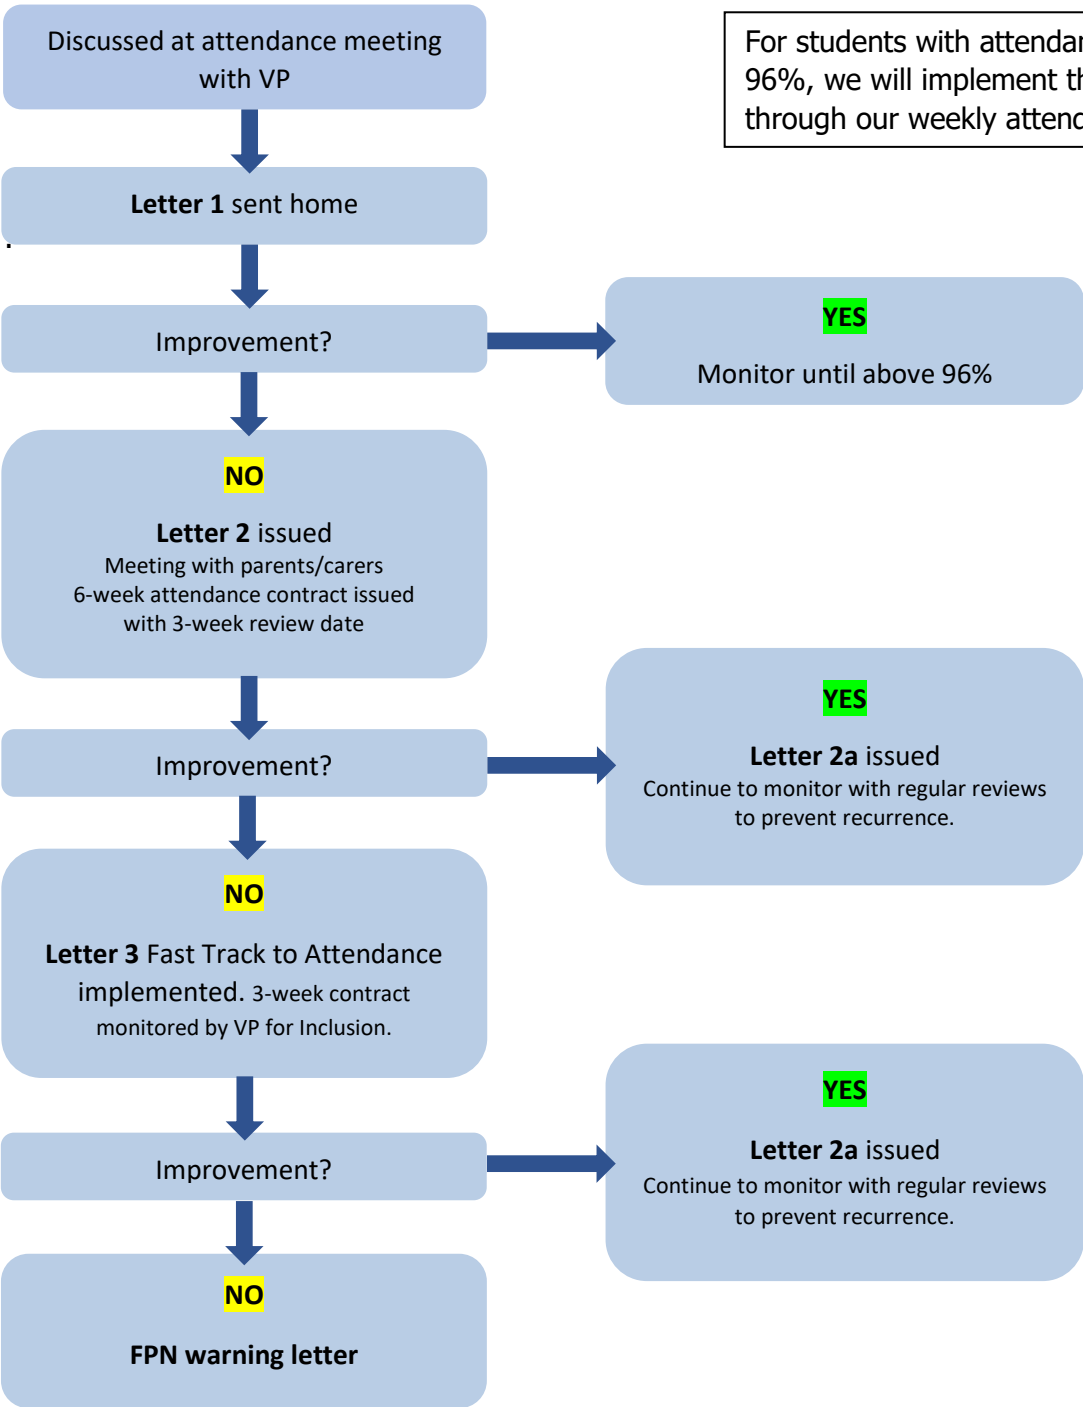 Discussed at attendance meeting
with VP
For students with
96%, we will implement
through our weekly
Letter 1 sent home
.
Improvement?
YES
Monitor until above 96%
NO
Letter 2 issued
Meeting with parents/carers
6-week attendance contract issued
with 3-week review date
Improvement?
YES
Letter 2a issued
Continue to monitor with regular reviews
to prevent recurrence.
NO
Letter 3 Fast Track to Attendance
implemented. 3-week contract
monitored by VP for Inclusion.
Improvement?
YES
Letter 2a issued
Continue to monitor with regular reviews
to prevent recurrence.
NO
FPN warning letter